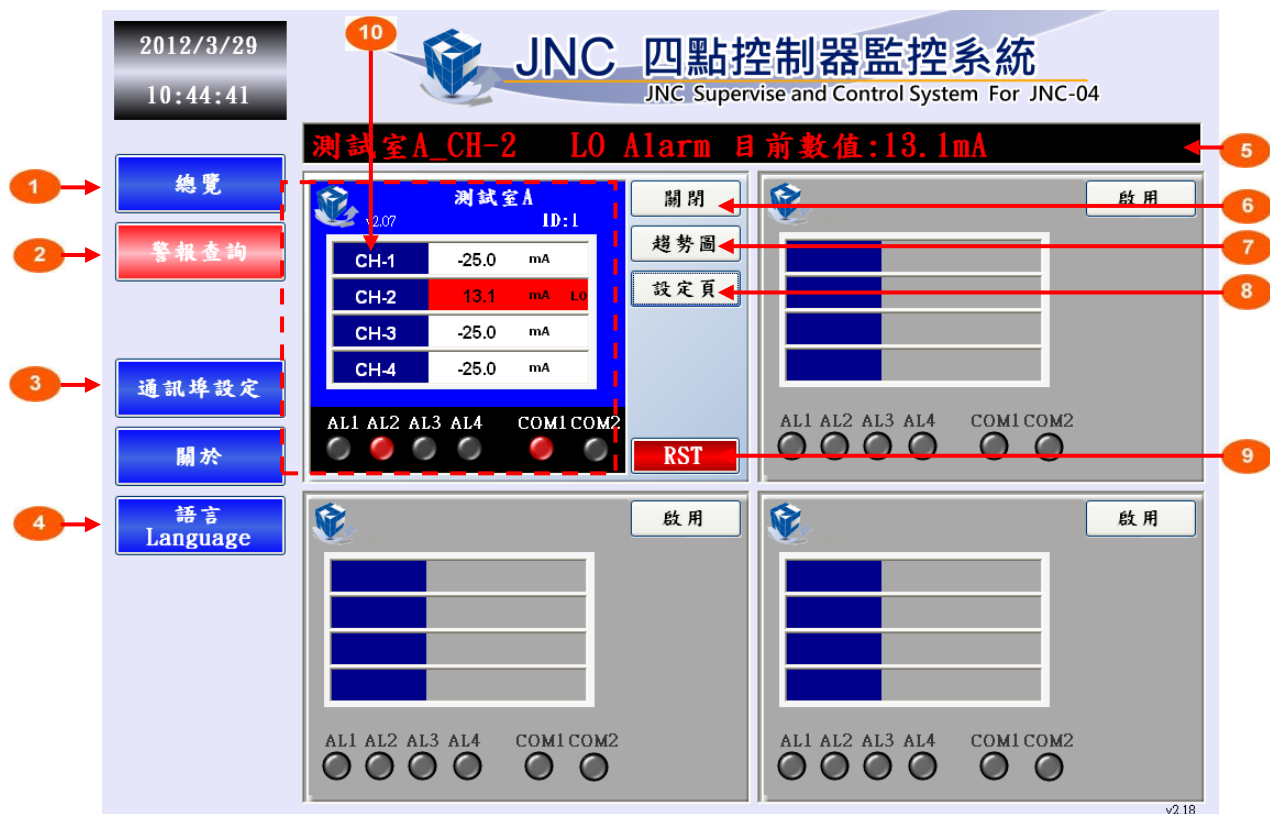 2012/3/29
10:44:41
10
JNC 四點控制器監控系統
JNC Supervise and Control System For JNC-04
測試室A_CH-2 LO Alarm 目前數值:13.1mA
5
1
總覽
2
警報查詢
3
通訊埠設定
關於
4
語言
Language
測試室A
v2.07 ID:1
CH-1 -25.0 mA
CH-2 13.1 mA LO
CH-3 -25.0 mA
CH-4 -25.0 mA
AL1 AL2 AL3 AL4 COM1 COM2
關閉
趨勢圖
設定頁
RST
啟用
6
7
8
9
AL1 AL2 AL3 AL4 COM1 COM2
啟用
AL1 AL2 AL3 AL4 COM1 COM2
啟用
AL1 AL2 AL3 AL4 COM1 COM2
v2.18